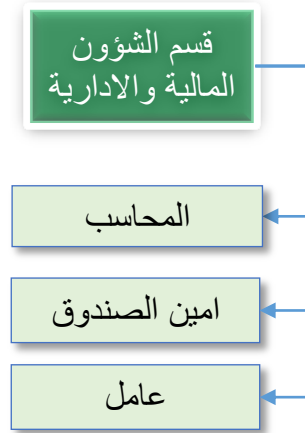 قسم الشؤون
المالية والادارية
المحاسب
امين الصندوق
عامل